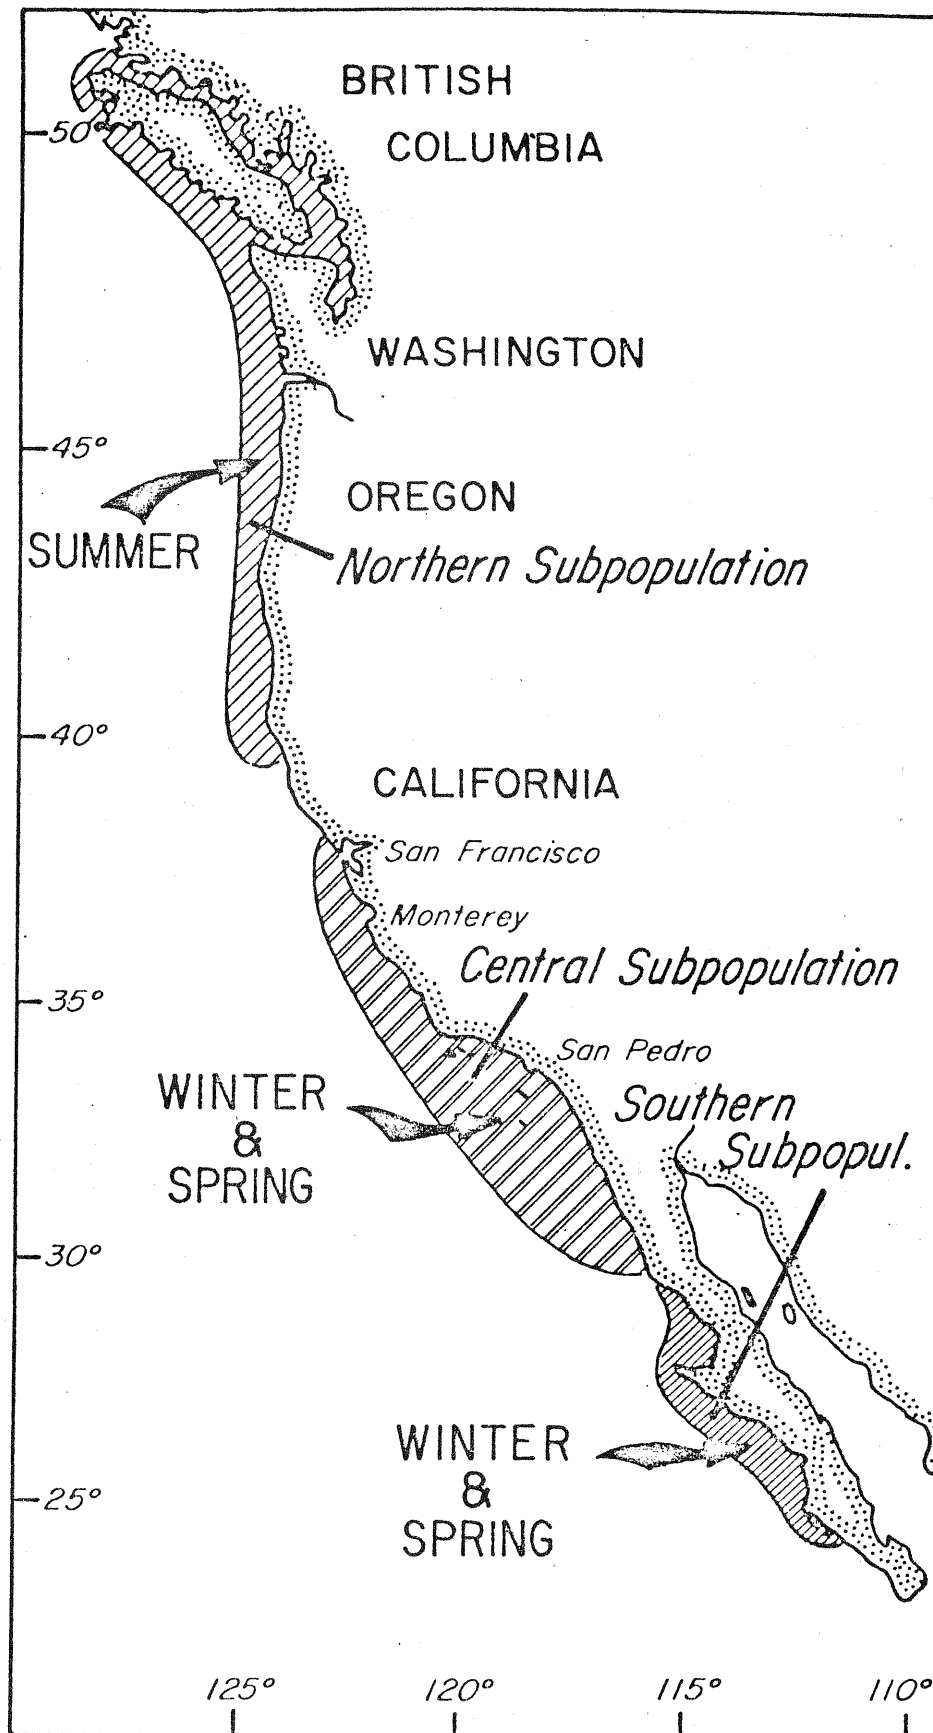 BRITISH
COLUMBIA
50°
WASHINGTON
45°
OREGON
SUMMER
Northern Subpopulation
40°
CALIFORNIA
San Francisco
Monterey
Central Subpopulation
35°
San Pedro
WINTER
&
SPRING
Southern
Subpopul.
30°
WINTER
&
SPRING
25°
125°
120°
115°
110°